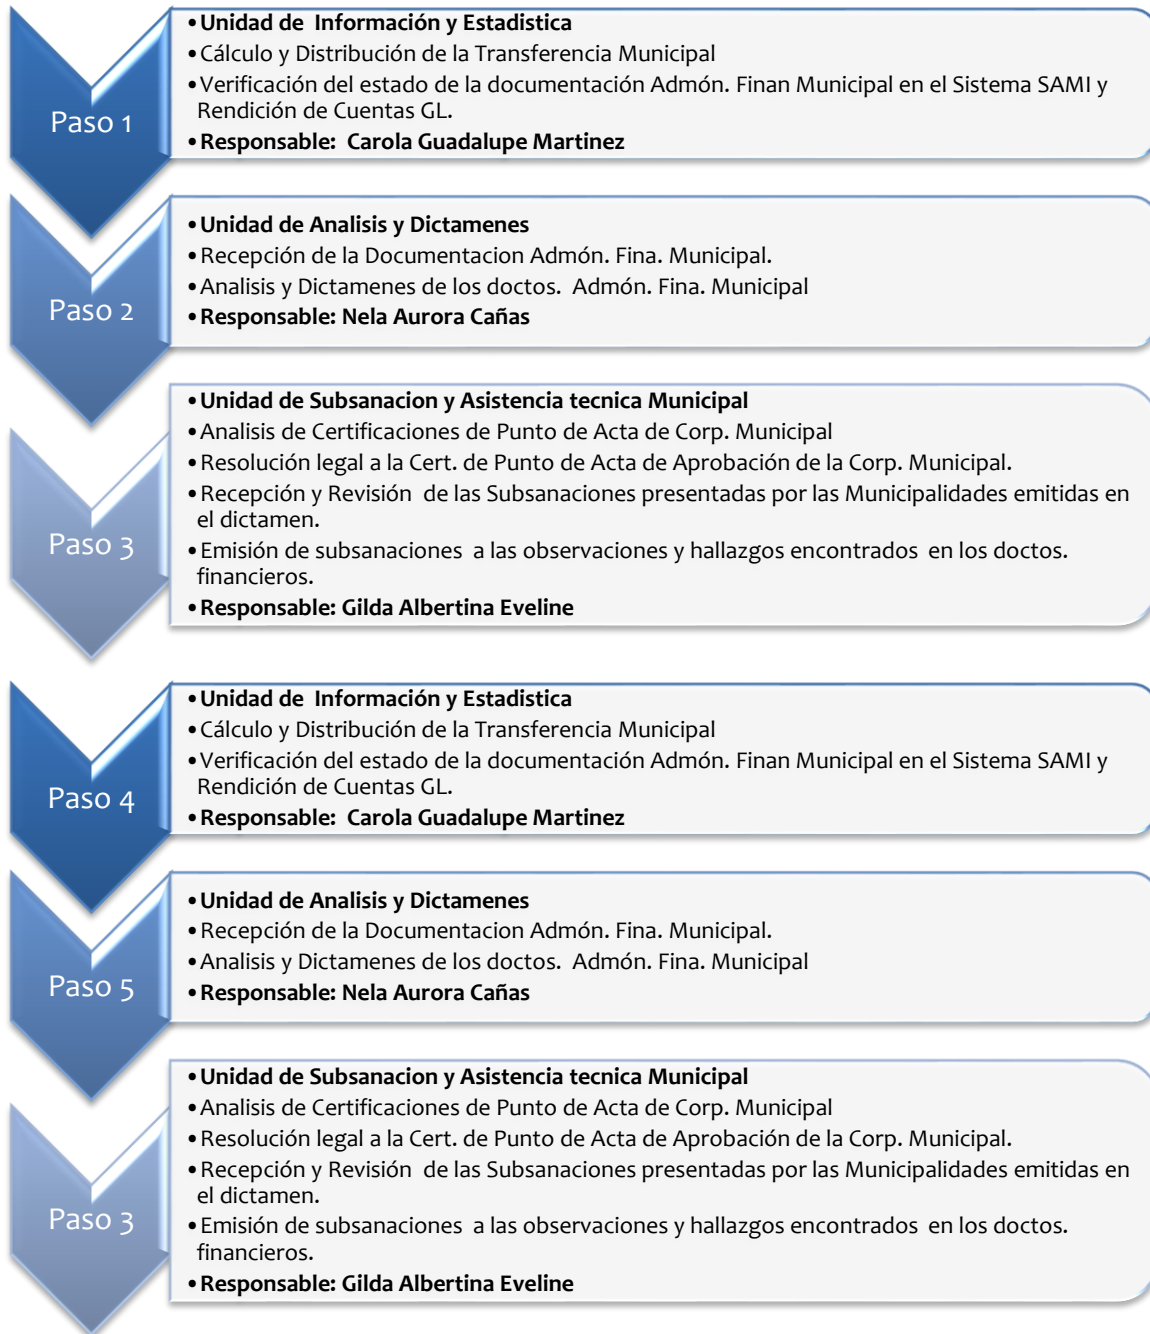 Paso 1
•Unidad de  Información y Estadistica
•Cálculo y Distribución de la Transferencia Municipal
•Verificación del estado de la documentación Admón. Finan Municipal en el Sistema SAMI y
Rendición de Cuentas GL.
•Responsable:  Carola Guadalupe Martinez
Paso 2
•Unidad de Analisis y Dictamenes
•Recepción de la Documentacion Admón. Fina. Municipal.
•Analisis y Dictamenes de los doctos.  Admón. Fina. Municipal
•Responsable: Nela Aurora Cañas
Paso 3
•Unidad de Subsanacion y Asistencia tecnica Municipal
•Analisis de Certificaciones de Punto de Acta de Corp. Municipal
•Resolución legal a la Cert. de Punto de Acta de Aprobación de la Corp. Municipal.
•Recepción y Revisión  de las Subsanaciones presentadas por las Municipalidades emitidas en
el dictamen.
•Emisión de subsanaciones  a las observaciones y hallazgos encontrados  en los doctos.
financieros.
•Responsable: Gilda Albertina Eveline
Paso 4
•Unidad de  Información y Estadistica
•Cálculo y Distribución de la Transferencia Municipal
•Verificación del estado de la documentación Admón. Finan Municipal en el Sistema SAMI y
Rendición de Cuentas GL.
•Responsable:  Carola Guadalupe Martinez
Paso 5
•Unidad de Analisis y Dictamenes
•Recepción de la Documentacion Admón. Fina. Municipal.
•Analisis y Dictamenes de los doctos.  Admón. Fina. Municipal
•Responsable: Nela Aurora Cañas
Paso 3
•Unidad de Subsanacion y Asistencia tecnica Municipal
•Analisis de Certificaciones de Punto de Acta de Corp. Municipal
•Resolución legal a la Cert. de Punto de Acta de Aprobación de la Corp. Municipal.
•Recepción y Revisión  de las Subsanaciones presentadas por las Municipalidades emitidas en
el dictamen.
•Emisión de subsanaciones  a las observaciones y hallazgos encontrados  en los doctos.
financieros.
•Responsable: Gilda Albertina Eveline